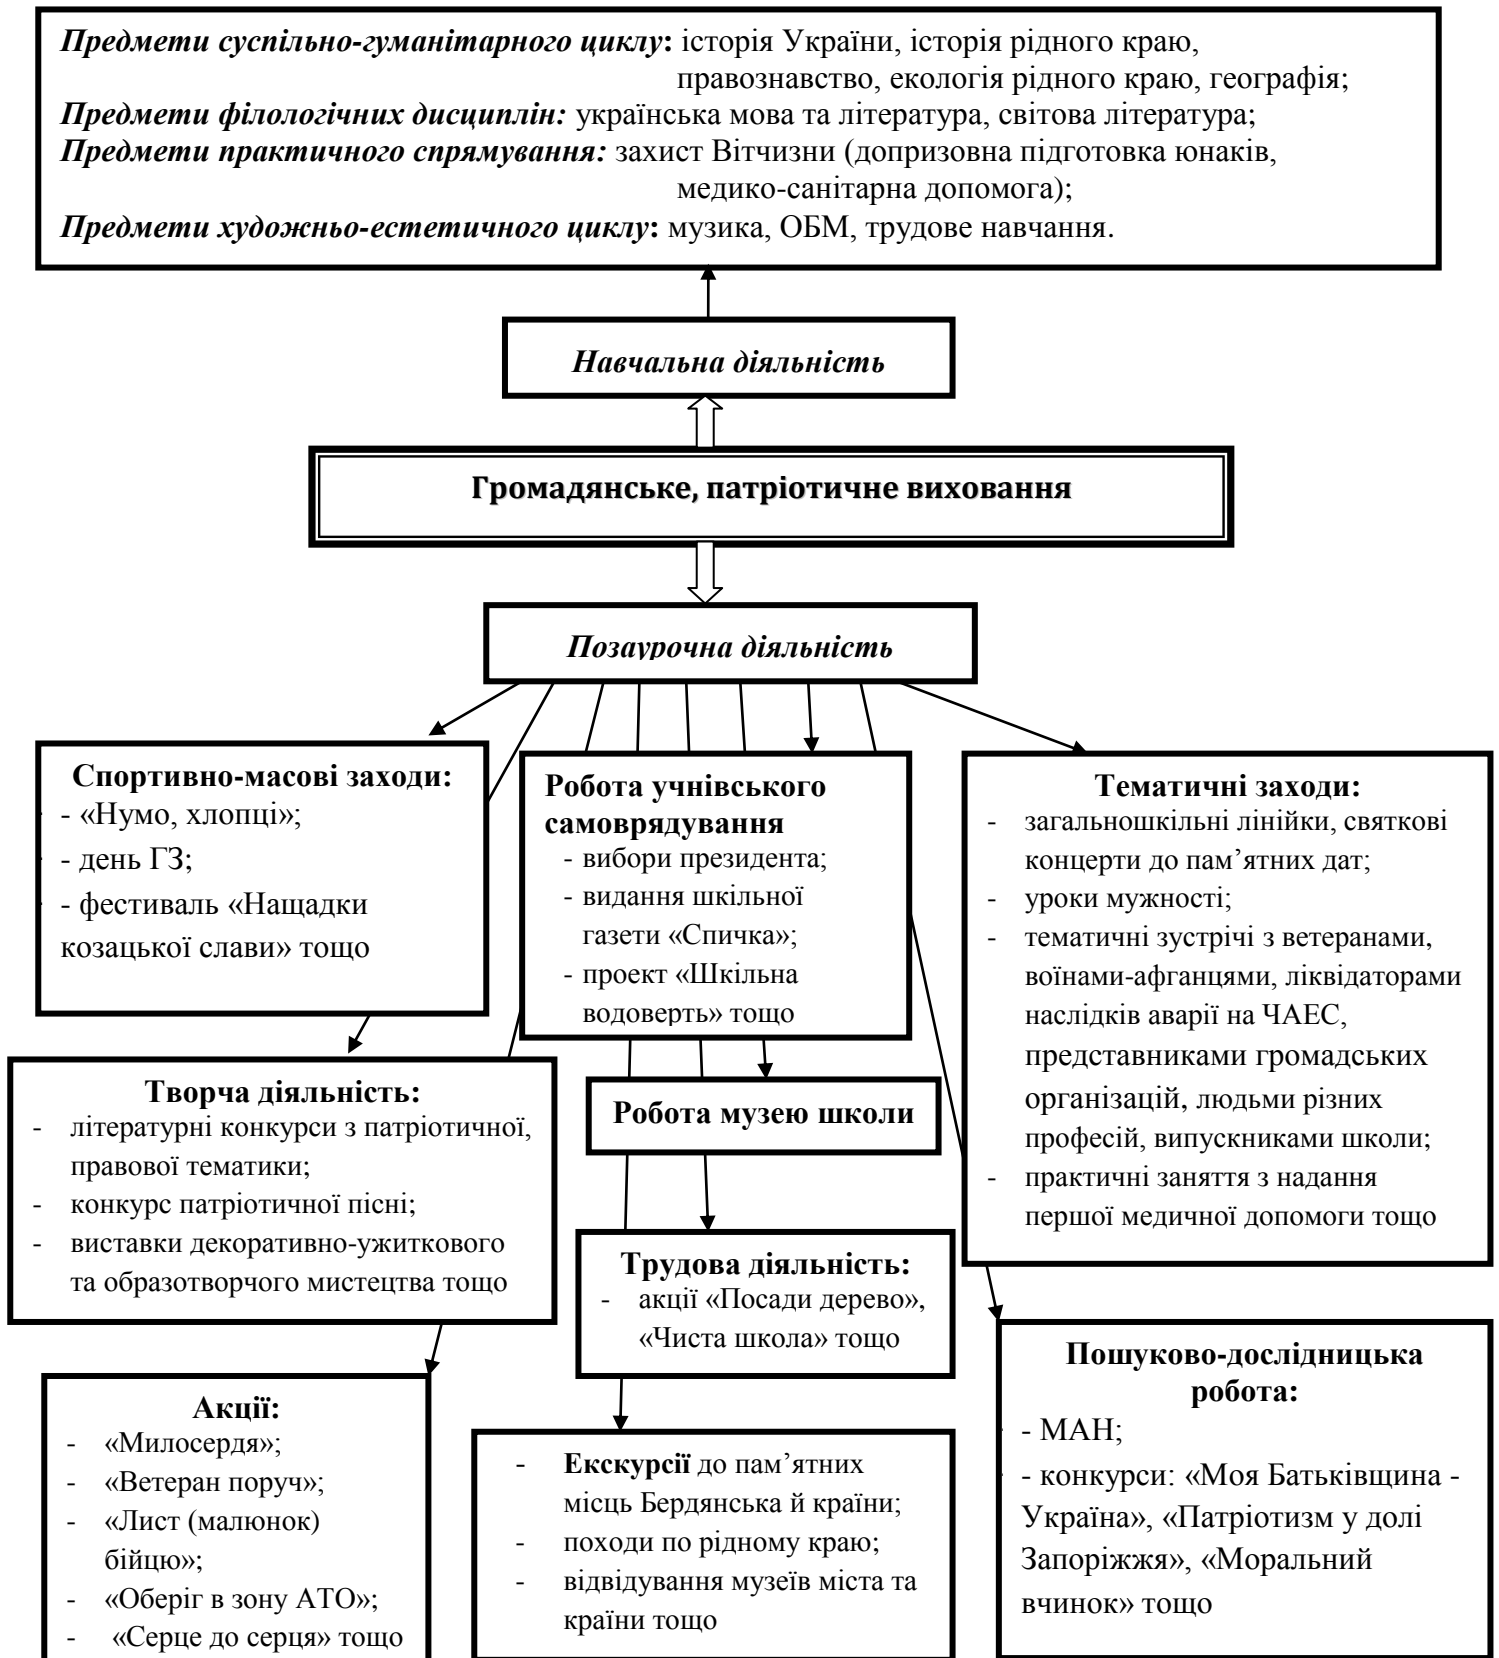 Предмети суспільно-гуманітарного циклу: історія України, історія рідного краю,
правознавство, екологія рідного краю, географія;
Предмети філологічних дисциплін: українська мова та література, світова література;
Предмети практичного спрямування: захист Вітчизни (допризовна підготовка юнаків,
медико-санітарна допомога);
Предмети художньо-естетичного циклу: музика, ОБМ, трудове навчання.
Навчальна діяльність
Громадянське, патріотичне виховання
Позаурочна діяльність
Спортивно-масові заходи:
- «Нумо, хлопці»;
- день ГЗ;
- фестиваль «Нащадки
козацької слави» тощо
Робота учнівського
самоврядування
- вибори президента;
- видання шкільної
газети «Спичка»;
- проект «Шкільна
водоверть» тощо
Тематичні заходи:
- загальношкільні лінійки, святкові
концерти до пам’ятних дат;
- уроки мужності;
- тематичні зустрічі з ветеранами,
воїнами-афганцями, ліквідаторами
наслідків аварії на ЧАЕС,
представниками громадських
організацій, людьми різних
професій, випускниками школи;
- практичні заняття з надання
першої медичної допомоги тощо
Творча діяльність:
- літературні конкурси з патріотичної,
правової тематики;
- конкурс патріотичної пісні;
- виставки декоративно-ужиткового
та образотворчого мистецтва тощо
Робота музею школи
Трудова діяльність:
- акції «Посади дерево»,
«Чиста школа» тощо
Акції:
- «Милосердя»;
- «Ветеран поруч»;
- «Лист (малюнок)
бійцю»;
- «Оберіг в зону АТО»;
- «Серце до серця» тощо
- Екскурсії до пам’ятних
місць Бердянська й країни;
- походи по рідному краю;
- відвідування музеїв міста та
країни тощо
Пошуково-дослідницька
робота:
- МАН;
- конкурси: «Моя Батьківщина -
Україна», «Патріотизм у долі
Запоріжжя», «Моральний
вчинок» тощо